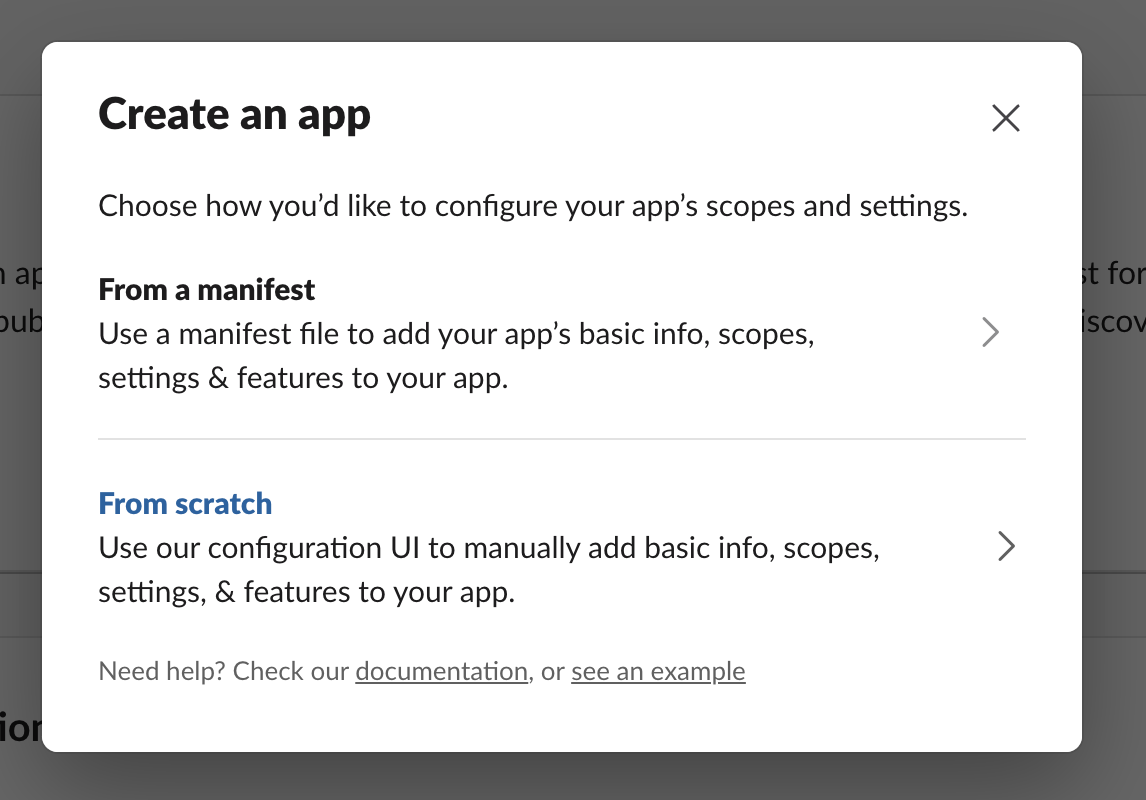 Create an app
Choose how you’d like to configure your app’s scopes and settings.
From a manifest
Use a manifest file to add your app’s basic info, scopes,
settings & features to your app.
From scratch
Use our configuration UI to manually add basic info, scopes,
settings, & features to your app.
Need help? Check our documentation, or see an example